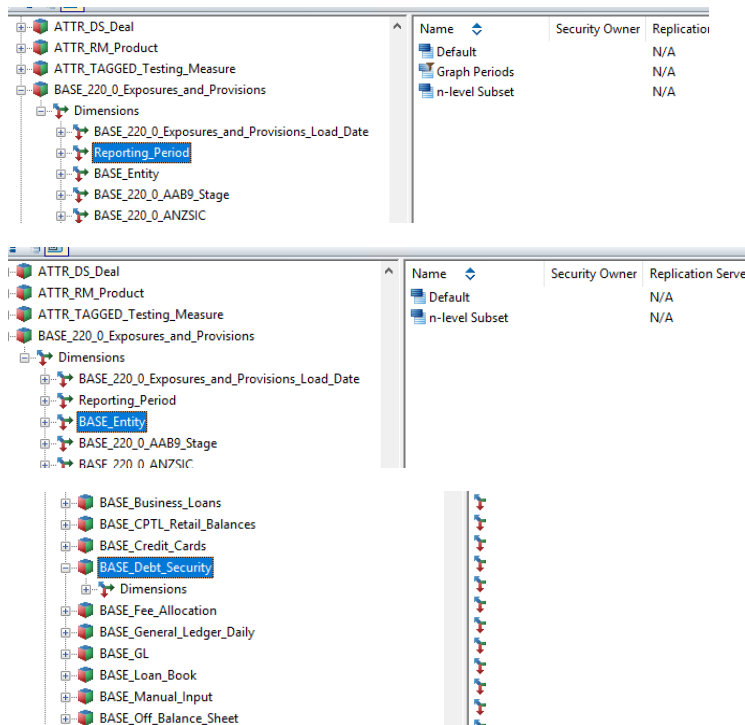 ATTR_DS_Deal
ATTR_RM_Product
ATTR_TAGGED_Testing_Measure
BASE_220_0_Exposures_and_Provisions
Dimensions
BASE_220_0_Exposures_and_Provisions_Load_Date
Reporting_Period
BASE_Entity
BASE_220_0_AAB9_Stage
BASE_220_0_ANZSIC
Name Security Owner Replication
Default N/A
Graph Periods N/A
n-level Subset N/A
ATTR_DS_Deal
ATTR_RM_Product
ATTR_TAGGED_Testing_Measure
BASE_220_0_Exposures_and_Provisions
Dimensions
BASE_220_0_Exposures_and_Provisions_Load_Date
Reporting_Period
BASE_Entity
BASE_220_0_AAB9_Stage
BASE_220_0_ANZSIC
Name Security Owner Replication Serve
Default N/A
n-level Subset N/A
BASE_Business_Loans
BASE_CPTL_Retail_Balances
BASE_Credit_Cards
BASE_Debt_Security
Dimensions
BASE_Fee_Allocation
BASE_General_Ledger_Daily
BASE_GL
BASE_Loan_Book
BASE_Manual_Input
BASE_Off_Balance_Sheet